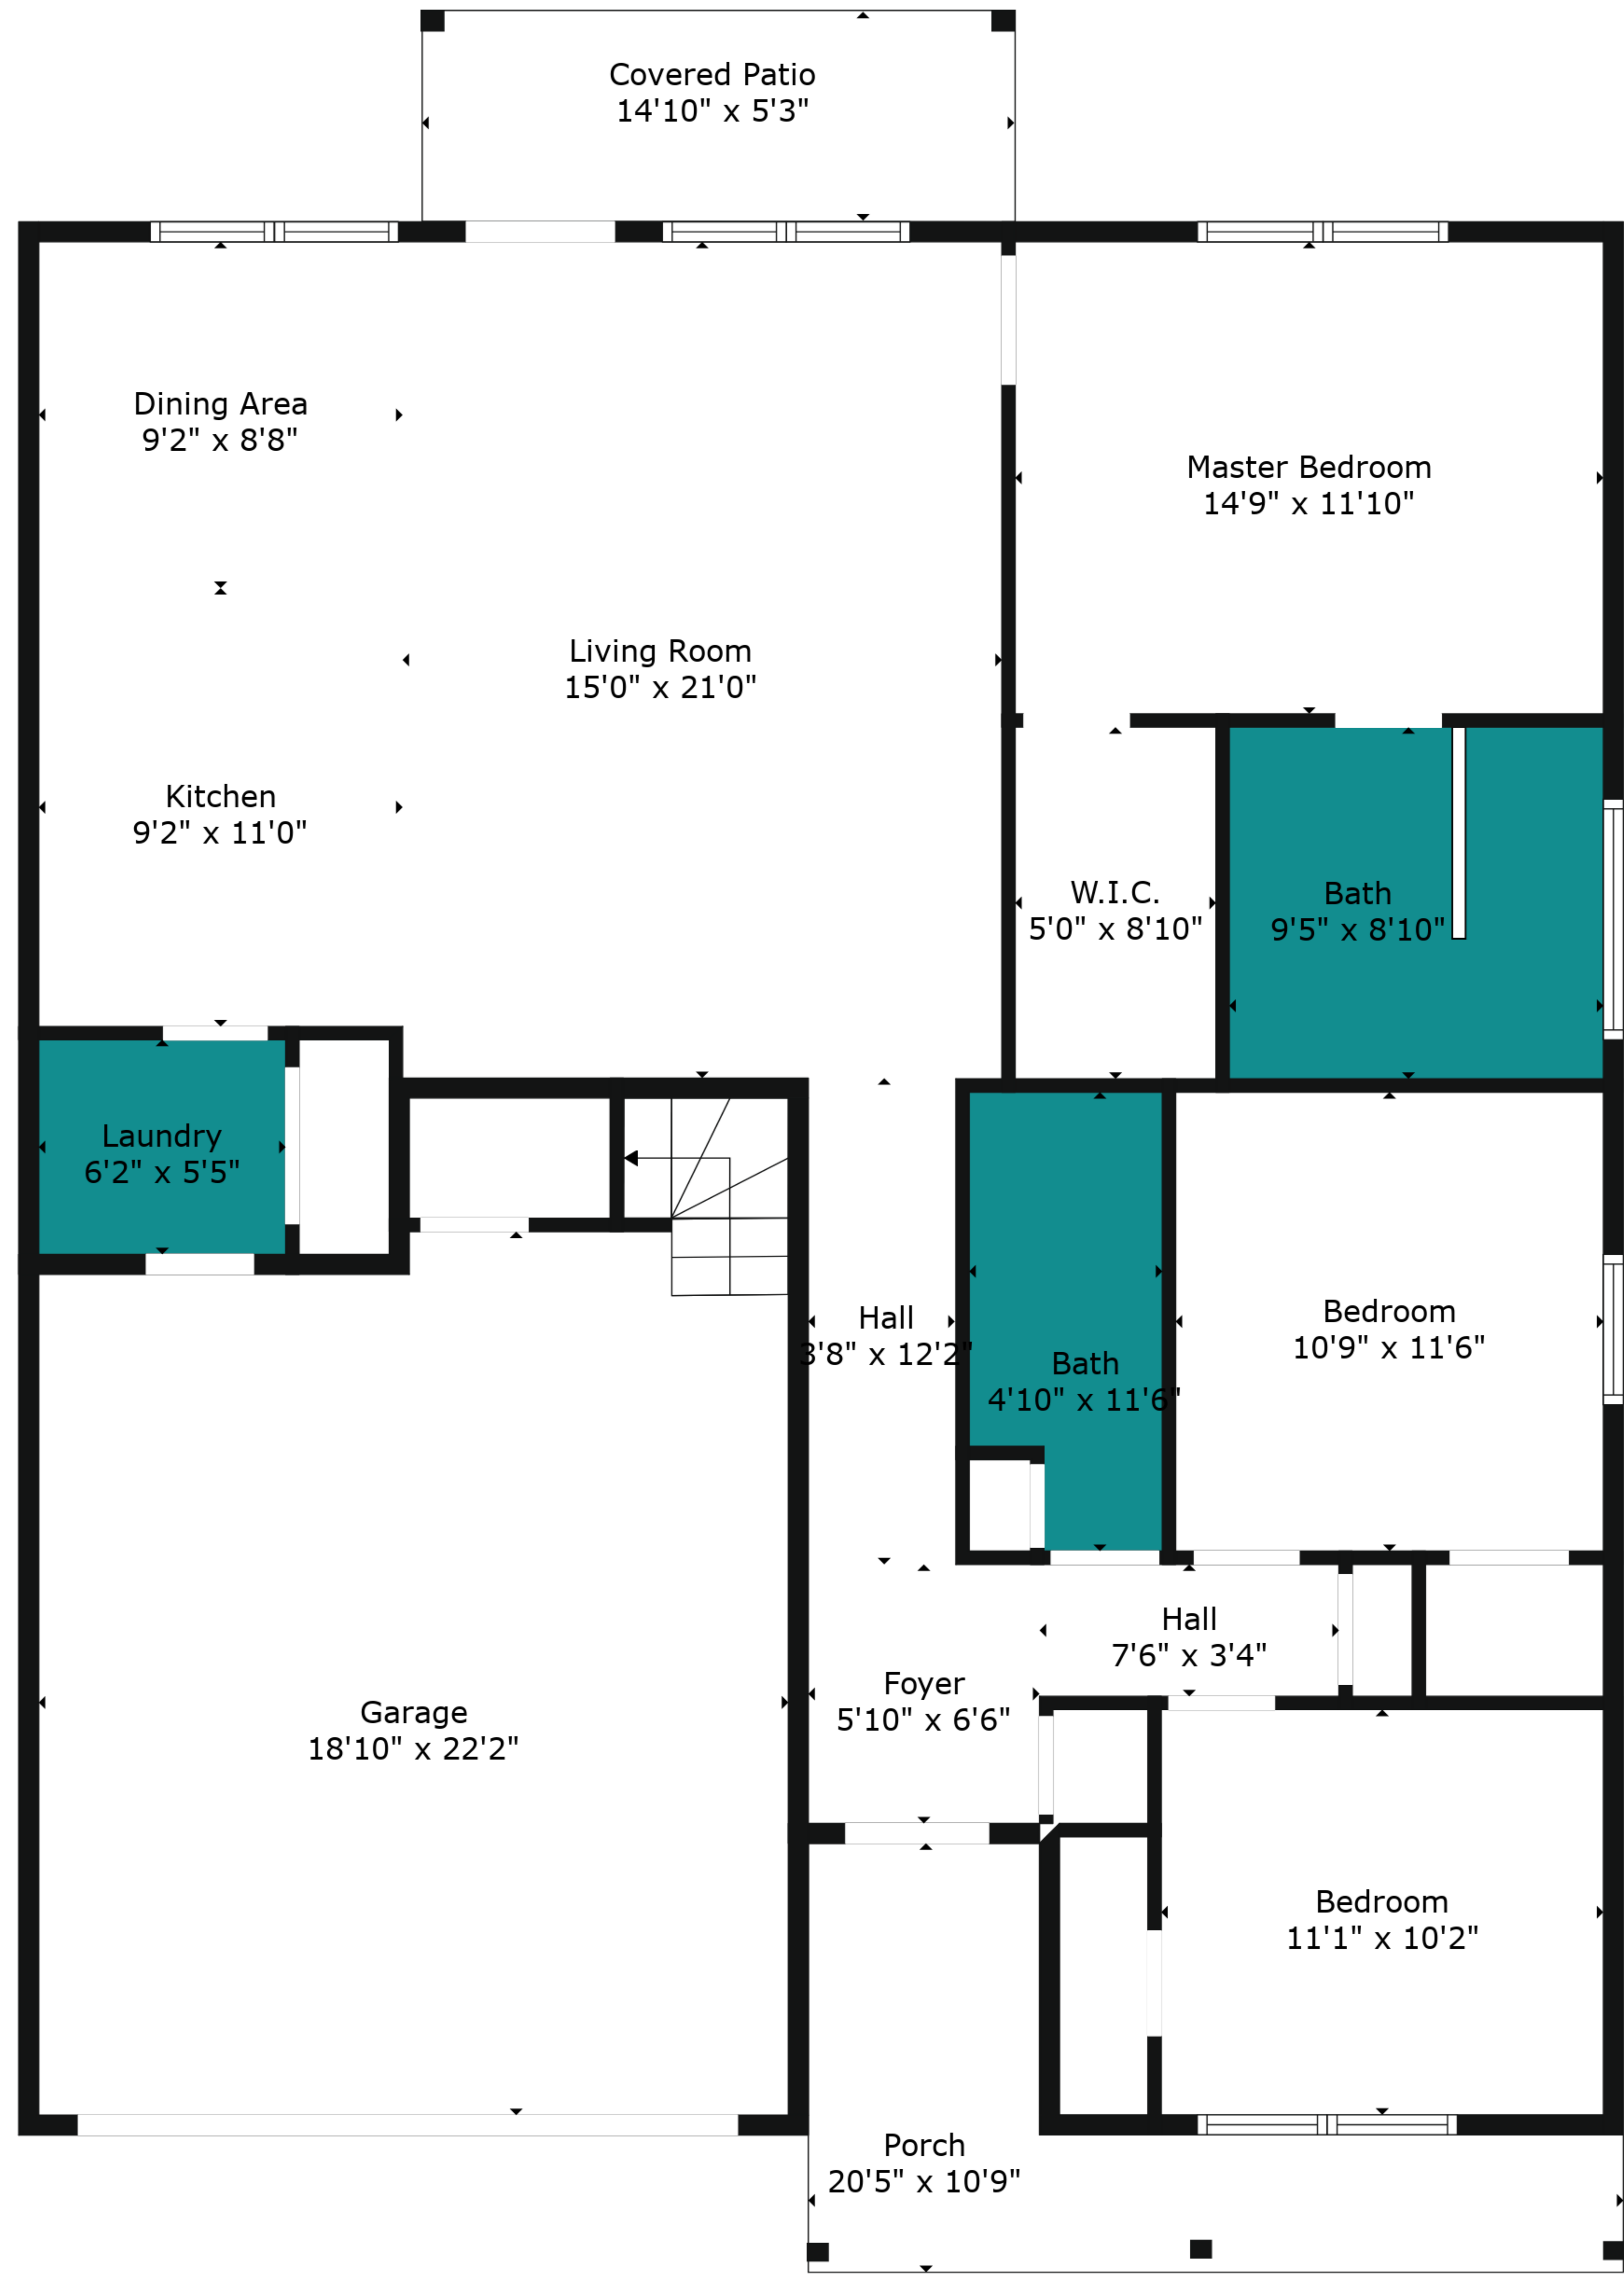 Covered Patio
14'10" x 5'3"
Dining Area
9'2" x 8'8"
Master Bedroom
14'9" x 11'10"
Living Room
15'0" x 21'0"
Kitchen
9'2" x 11'0"
W.I.C.
5'0" x 8'10"
Bath
9'5" x 8'10"
Laundry
6'2" x 5'5"
Hall
3'8" x 12'2"
Bath
4'10" x 11'6"
Bedroom
10'9" x 11'6"
Hall
7'6" x 3'4"
Foyer
5'10" x 6'6"
Garage
18'10" x 22'2"
Bedroom
11'1" x 10'2"
Porch
20'5" x 10'9"